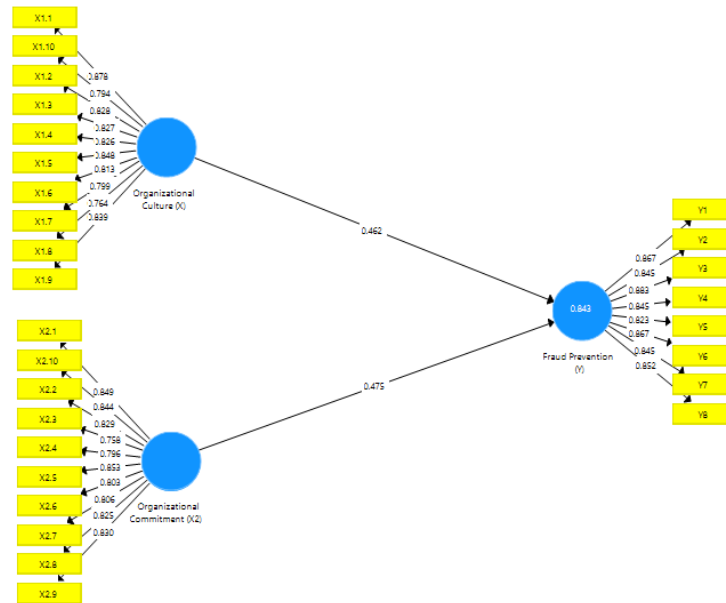 X1.1
X1.10
X1.2
X1.3
X1.4
X1.5
X1.6
X1.7
X1.8
X1.9
0.878
0.794
0.828
0.827
0.826
0.848
0.813
0.799
0.764
0.839
Organizational
Culture (X)
0.462
X2.1
X2.10
X2.2
X2.3
X2.4
X2.5
X2.6
X2.7
X2.8
X2.9
0.849
0.844
0.829
0.758
0.796
0.853
0.803
0.806
0.825
0.830
Organizational
Commitment (X2)
0.475
0.843
Fraud Prevention
(Y)
0.867
0.845
0.883
0.845
0.823
0.867
0.845
0.852
Y1
Y2
Y3
Y4
Y5
Y6
Y7
Y8